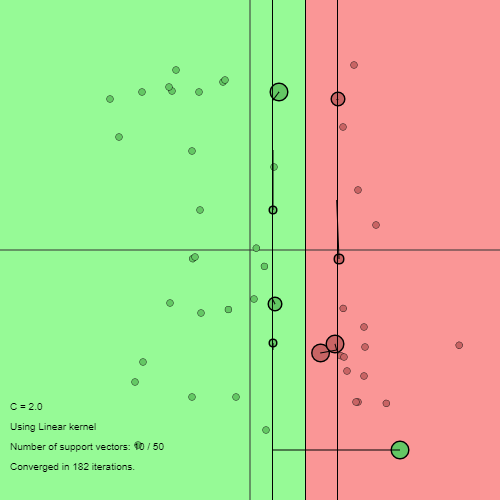 C = 2.0
Using Linear kernel
Number of support vectors: 10 / 50
Converged in 182 iterations.